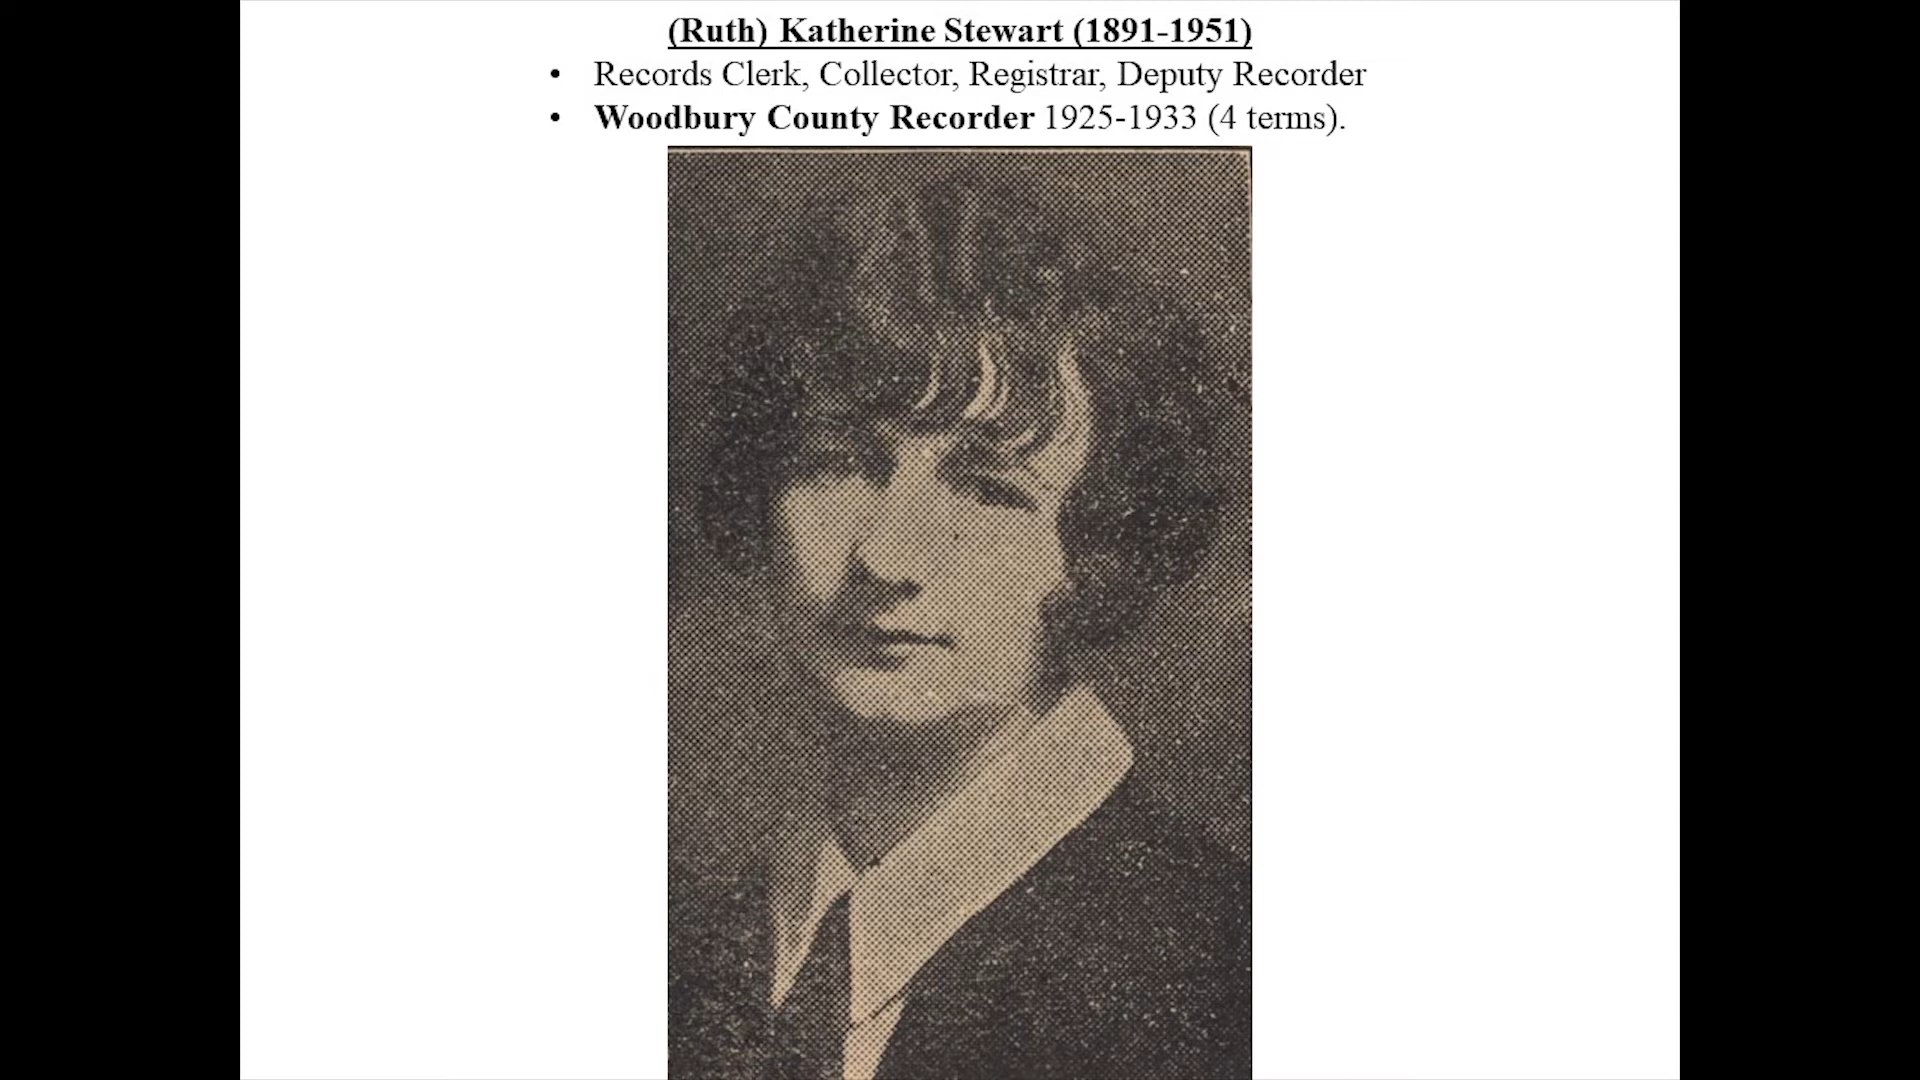 (Ruth) Katherine Stewart (1891-1951)
• Records Clerk, Collector, Registrar, Deputy Recorder
• Woodbury County Recorder 1925-1933 (4 terms).